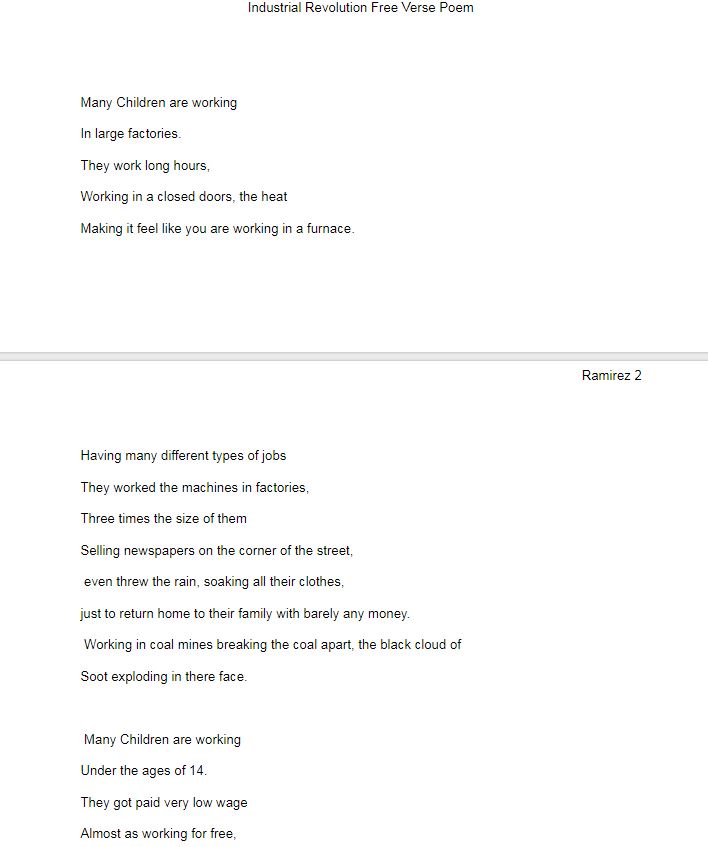 Industrial Revolution Free Verse Poem
Many Children are working
In large factories.
They work long hours,
Working in a closed doors, the heat
Making it feel like you are working in a furnace.
Ramirez 2
Having many different types of jobs
They worked the machines in factories,
Three times the size of them
Selling newspapers on the corner of the street,
even threw the rain, soaking all their clothes,
just to return home to their family with barely any money.
Working in coal mines breaking the coal apart, the black cloud of
Soot exploding in there face.
Many Children are working
Under the ages of 14.
They got paid very low wage
Almost as working for free,